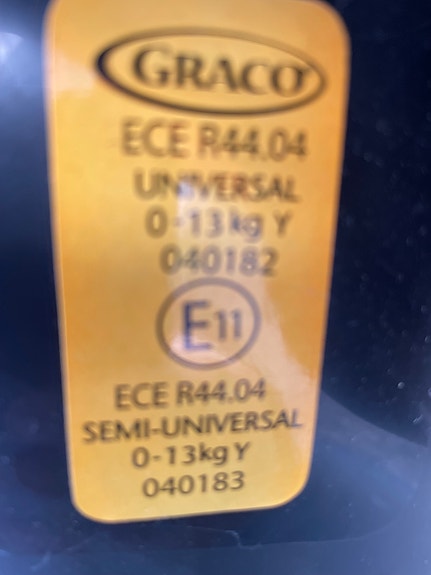 GRACO
ECE R44.04
UNIVERSAL
0-13kg Y
040182
E11
ECE R44.04
SEMI-UNIVERSAL
0-13kg Y
040183